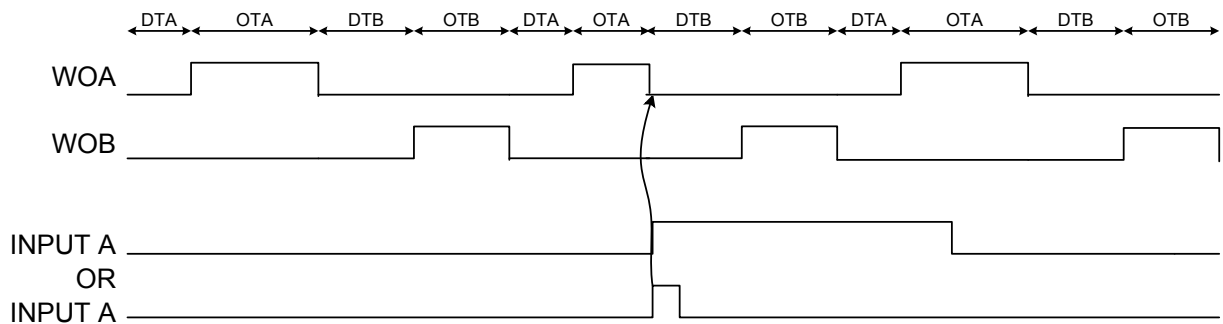 DTA OTA DTB OTB DTA OTA DTB OTB DTA OTA DTB OTB
WOA
WOB
INPUT A
OR
INPUT A